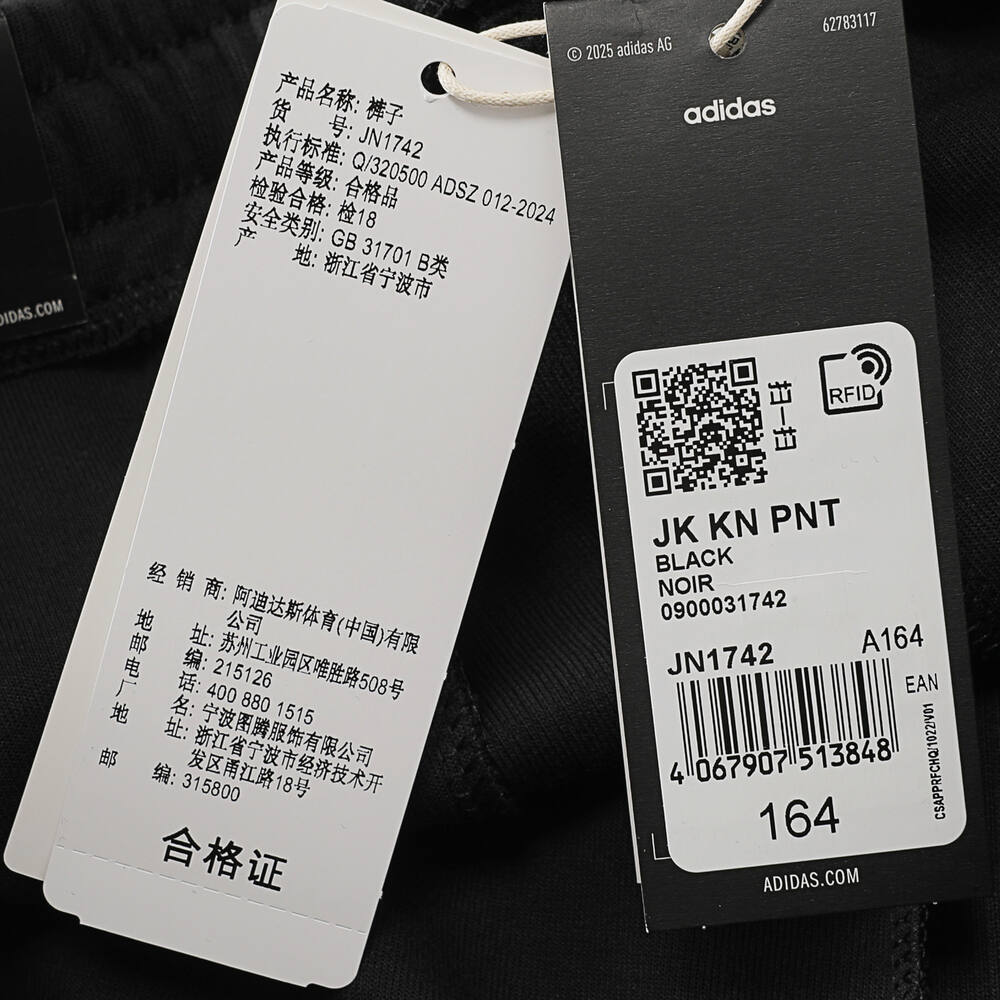 产品名称: 裤子
货 号: JN1742
执行标准: Q/320500 ADSZ 012-2024
产品等级: 合格品
检验合格: 检18
安全类别: GB 31701 B类
产 地: 浙江省宁波市
经 销 商: 阿迪达斯体育(中国)有限
公司
地 址: 苏州工业园区唯胜路508号
邮 编: 215126
电 话: 400 880 1515
厂 名: 宁波图腾服饰有限公司
地 址: 浙江省宁波市经济技术开
发区甬江路18号
邮 编: 315800
合格证
© 2025 adidas AG
62783117
adidas
RFID
JK KN PNT
BLACK
NOIR
0900031742
JN1742
A164
EAN
4 067907 513848
CSAPPRFCHQ/1022/V01
164
ADIDAS.COM
DIDAS.COM